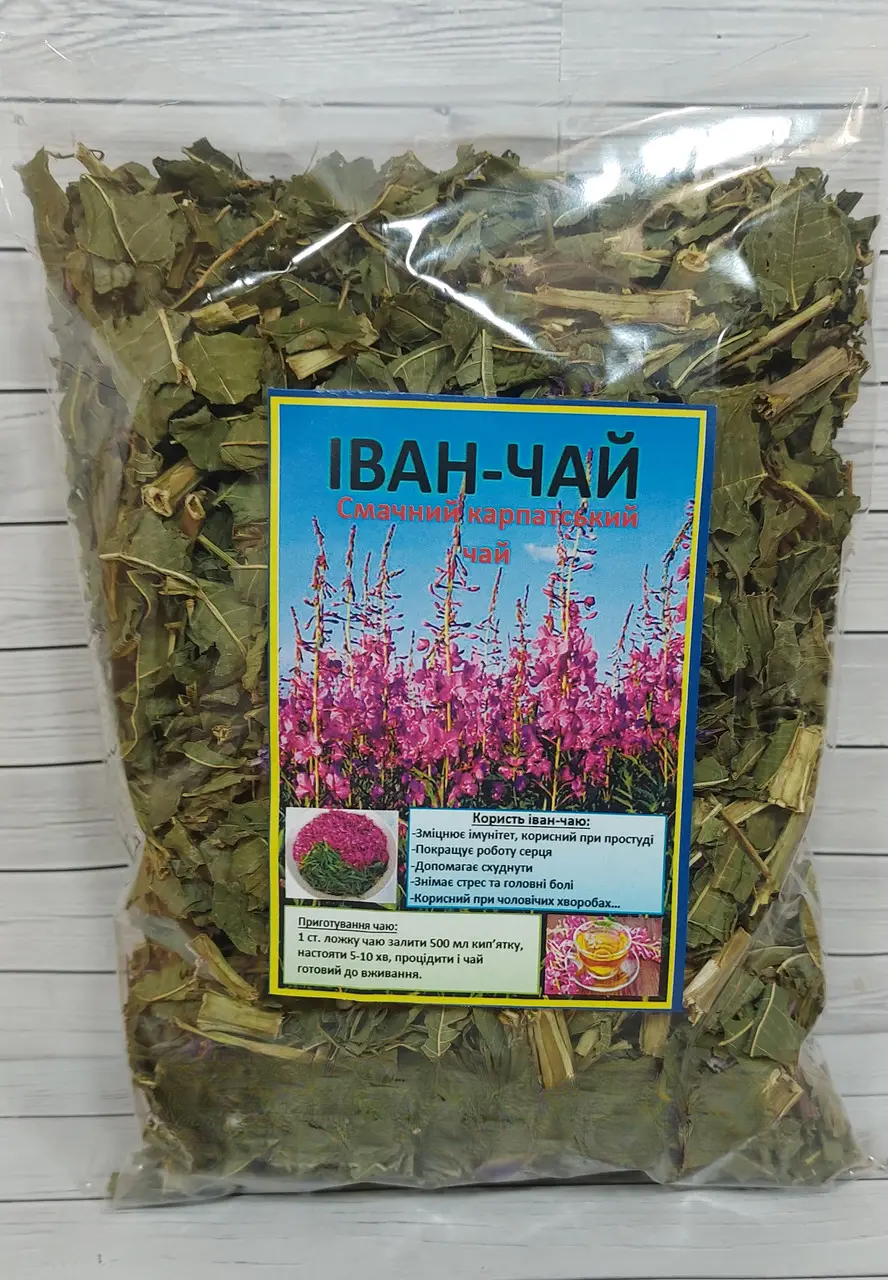 ІВАН-ЧАЙ
Смачний карпатський
чай
Користь іван-чаю:
-Зміцнює імунітет, корисний при простуді
-Покращує роботу серця
-Допомагає схуднути
-Знімає стрес та головні болі
-Корисний при чоловічих хворобах...
Приготування чаю:
1 ст. ложку чаю залити 500 мл кип’ятку,
настояти 5-10 хв, процідити і чай
готовий до вживання.